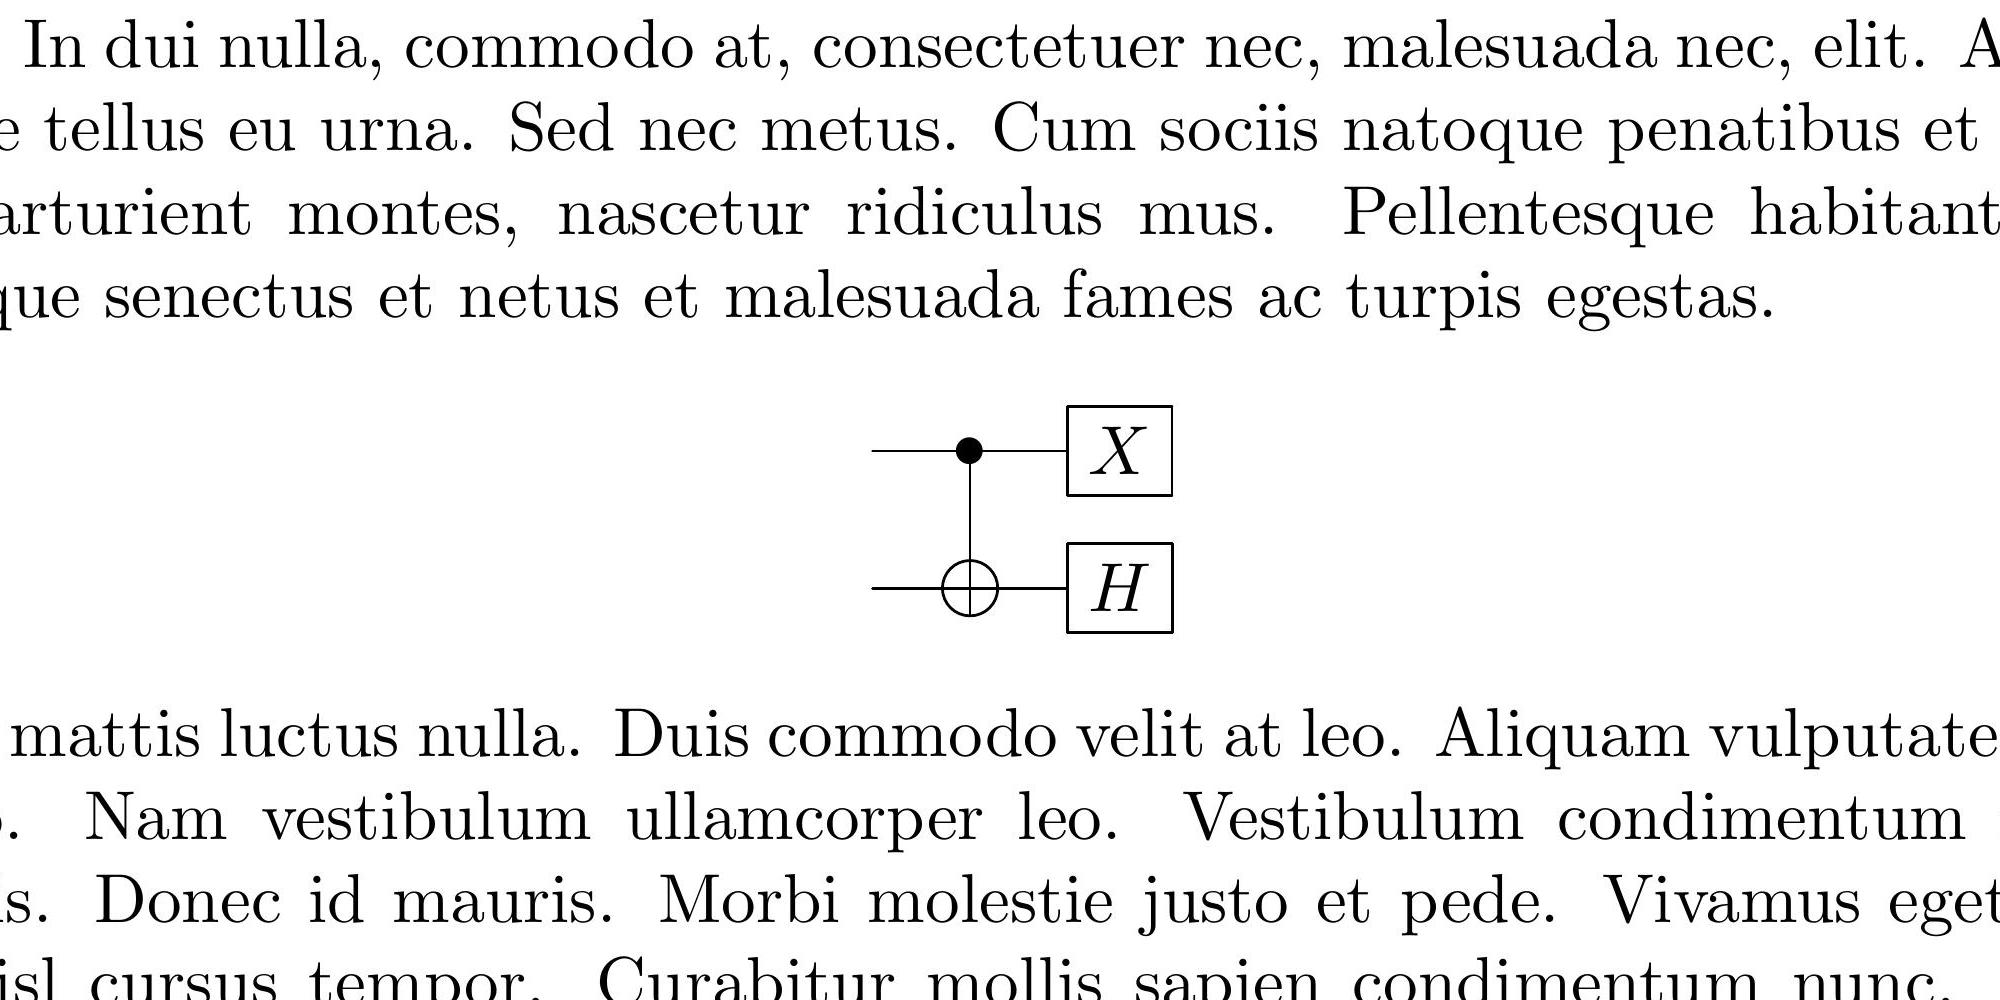 In dui nulla, commodo at, consectetuer nec, malesuada nec, elit. A
e tellus eu urna. Sed nec metus. Cum sociis natoque penatibus et
arturient montes, nascetur ridiculus mus. Pellentesque habitant
que senectus et netus et malesuada fames ac turpis egestas.
X
H
mattis luctus nulla. Duis commodo velit at leo. Aliquam vulputate
. Nam vestibulum ullamcorper leo. Vestibulum condimentum
is. Donec id mauris. Morbi molestie justo et pede. Vivamus eget
isl cursus tempor. Curabitur mollis sapien condimentum nunc.